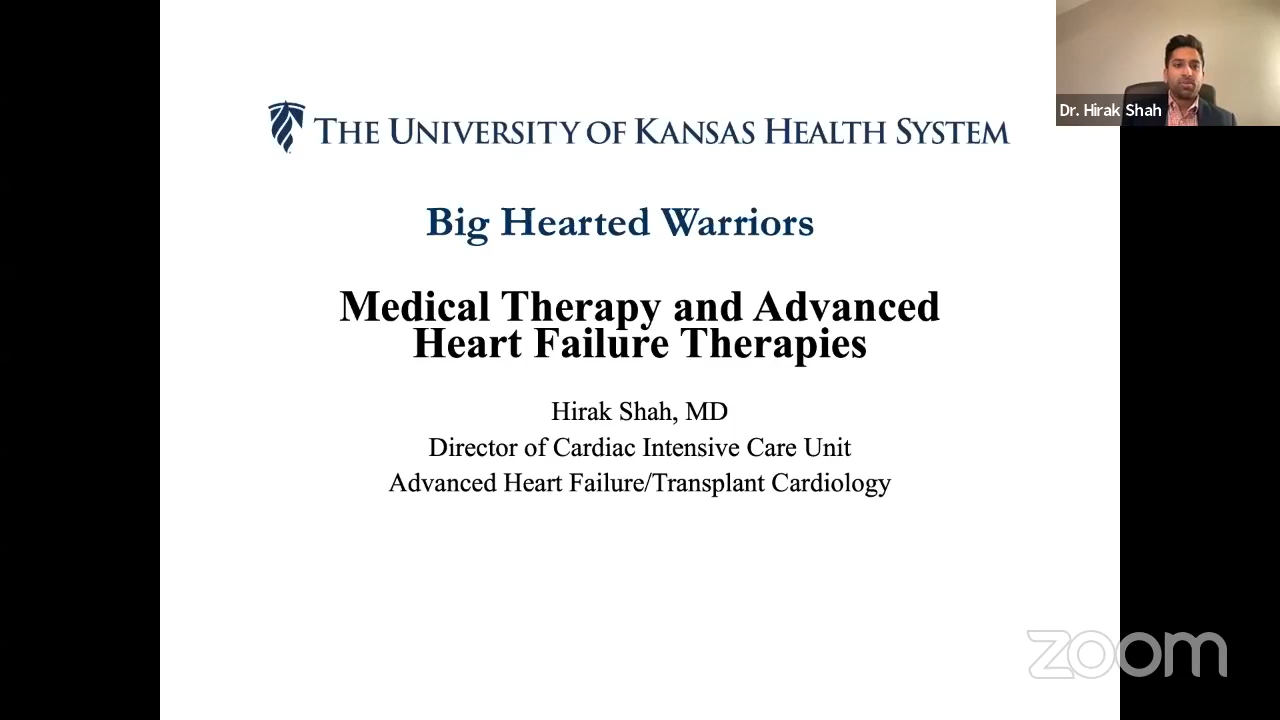 THE UNIVERSITY OF KANSAS HEALTH SYSTEM
Dr. Hirak Shah
Big Hearted Warriors
Medical Therapy and Advanced
Heart Failure Therapies
Hirak Shah, MD
Director of Cardiac Intensive Care Unit
Advanced Heart Failure/Transplant Cardiology
zoom